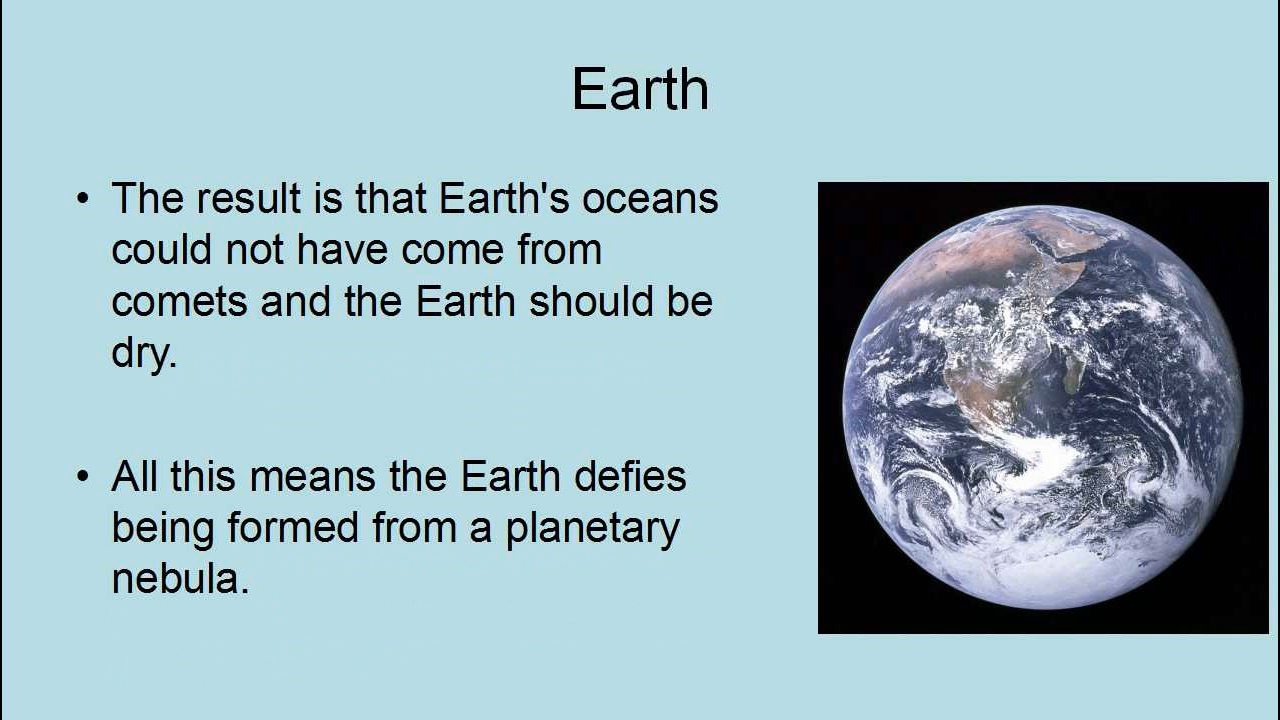 Earth
• The result is that Earth's oceans
could not have come from
comets and the Earth should be
dry.
• All this means the Earth defies
being formed from a planetary
nebula.